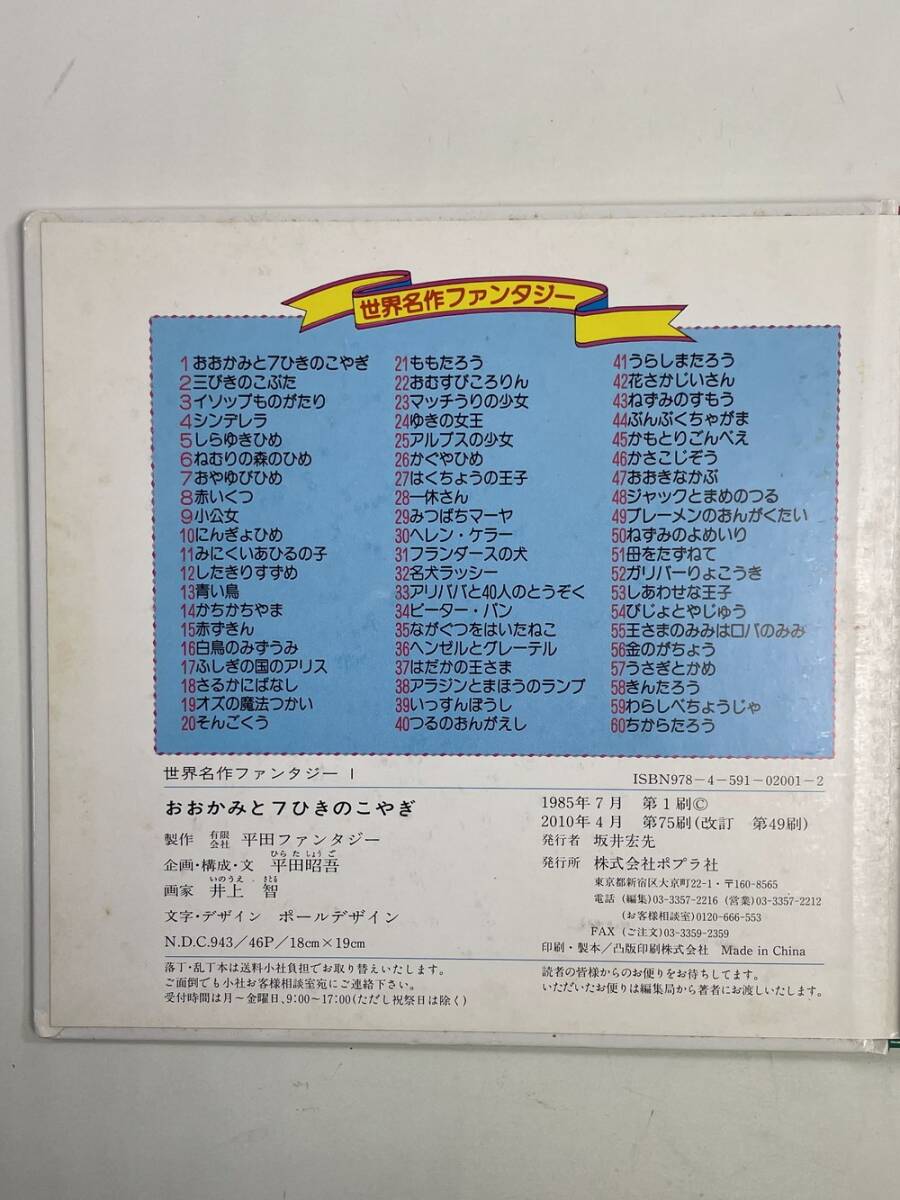 世界名作ファンタジー
1おおかみと7ひきのこやぎ
2三びきのこぶた
3イソップものがたり
4シンデレラ
5しらゆきひめ
6ねむりの森のひめ
7おやゆびひめ
8赤いくつ
9小公女
10にんぎょひめ
11みにくいあひるの子
12したきりすずめ
13青い鳥
14かちかちやま
15赤ずきん
16白鳥のみずうみ
17ふしぎの国のアリス
18さるかにばなし
19オズの魔法つかい
20そんごくう
21ももたろう
22おむすびころりん
23マッチうりの少女
24ゆきの女王
25アルプスの少女
26かぐやひめ
27はくちょうの王子
28一休さん
29みつばちマーヤ
30ヘレン・ケラー
31フランダースの犬
32名犬ラッシー
33アリババと40人のとうぞく
34ピーター・パン
35ながぐつをはいたねこ
36ヘンゼルとグレーテル
37はだかの王さま
38アラジンとまほうのランプ
39いっすんぼうし
40つるのおんがえし
41うらしまたろう
42花さかじいさん
43ねずみのすもう
44ぶんぶくちゃがま
45かもとりごんべえ
46かさこじぞう
47おおきなかぶ
48ジャックとまめのつる
49ブレーメンのおんがくたい
50ねずみのよめいり
51母をたずねて
52ガリバーりょこうき
53しあわせな王子
54びじょとやじゅう
55王さまのみみはロバのみみ
56金のがちょう
57うさぎとかめ
58きんたろう
59わらしべちょうじゃ
60ちからたろう
世界名作ファンタジー 1
おおかみと7ひきのこやぎ
製作 有限会社 平田ファンタジー
ひらたしょうご
企画・構成・文 平田昭吾
いのうえ さとる
画家 井上 智
文字・デザイン ポールデザイン
N.D.C.943/46P/18cm×19cm
落丁・乱丁本は送料小社負担でお取り替えいたします。
ご面倒でも小社お客様相談室宛にご連絡下さい。
受付時間は月~金曜日、9:00~17:00(ただし祝祭日は除く)
ISBN978-4-591-02001-2
1985年7月 第1刷©
2010年4月 第75刷(改訂 第49刷)
発行者 坂井宏先
発行所 株式会社ポプラ社
東京都新宿区大京町22-1・〒160-8565
電話 (編集)03-3357-2216 (営業)03-3357-2212
(お客様相談室)0120-666-553
FAX (ご注文)03-3359-2359
印刷・製本/凸版印刷株式会社 Made in China
読者の皆様からのお便りをお待ちしてます。
いただいたお便りは編集局から著者にお渡しいたします。